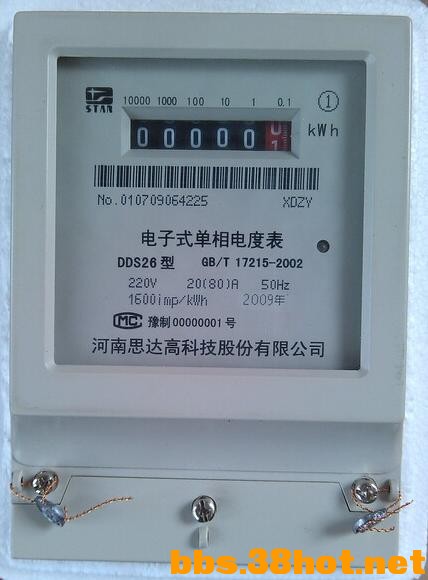 STAR
10000 1000 100 10 1 0.1 ①
00000 kWh
No.010709064225 XDZY
电子式单相电度表
DDS26型 GB/T 17215-2002
220V 20(80)A 50Hz
1600imp/kWh 2009年
MC 豫制00000001号
河南思达高科技股份有限公司
bbs.38hot.net